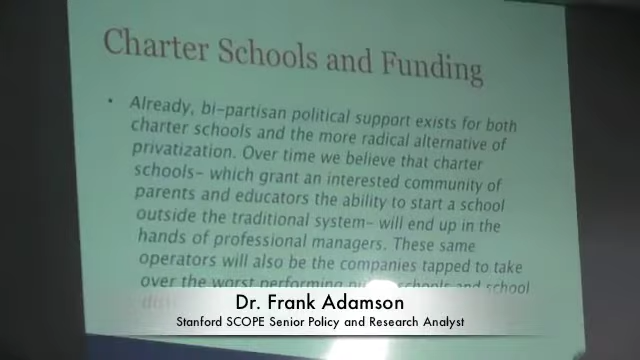 Charter Schools and Funding
• Already, bi-partisan political support exists for both
charter schools and the more radical alternative of
privatization. Over time we believe that charter
schools- which grant an interested community of
parents and educators the ability to start a school
outside the traditional system- will end up in the
hands of professional managers. These same
operators will also be the companies tapped to take
over the worst performing schools and school
Dr. Frank Adamson
Stanford SCOPE Senior Policy and Research Analyst